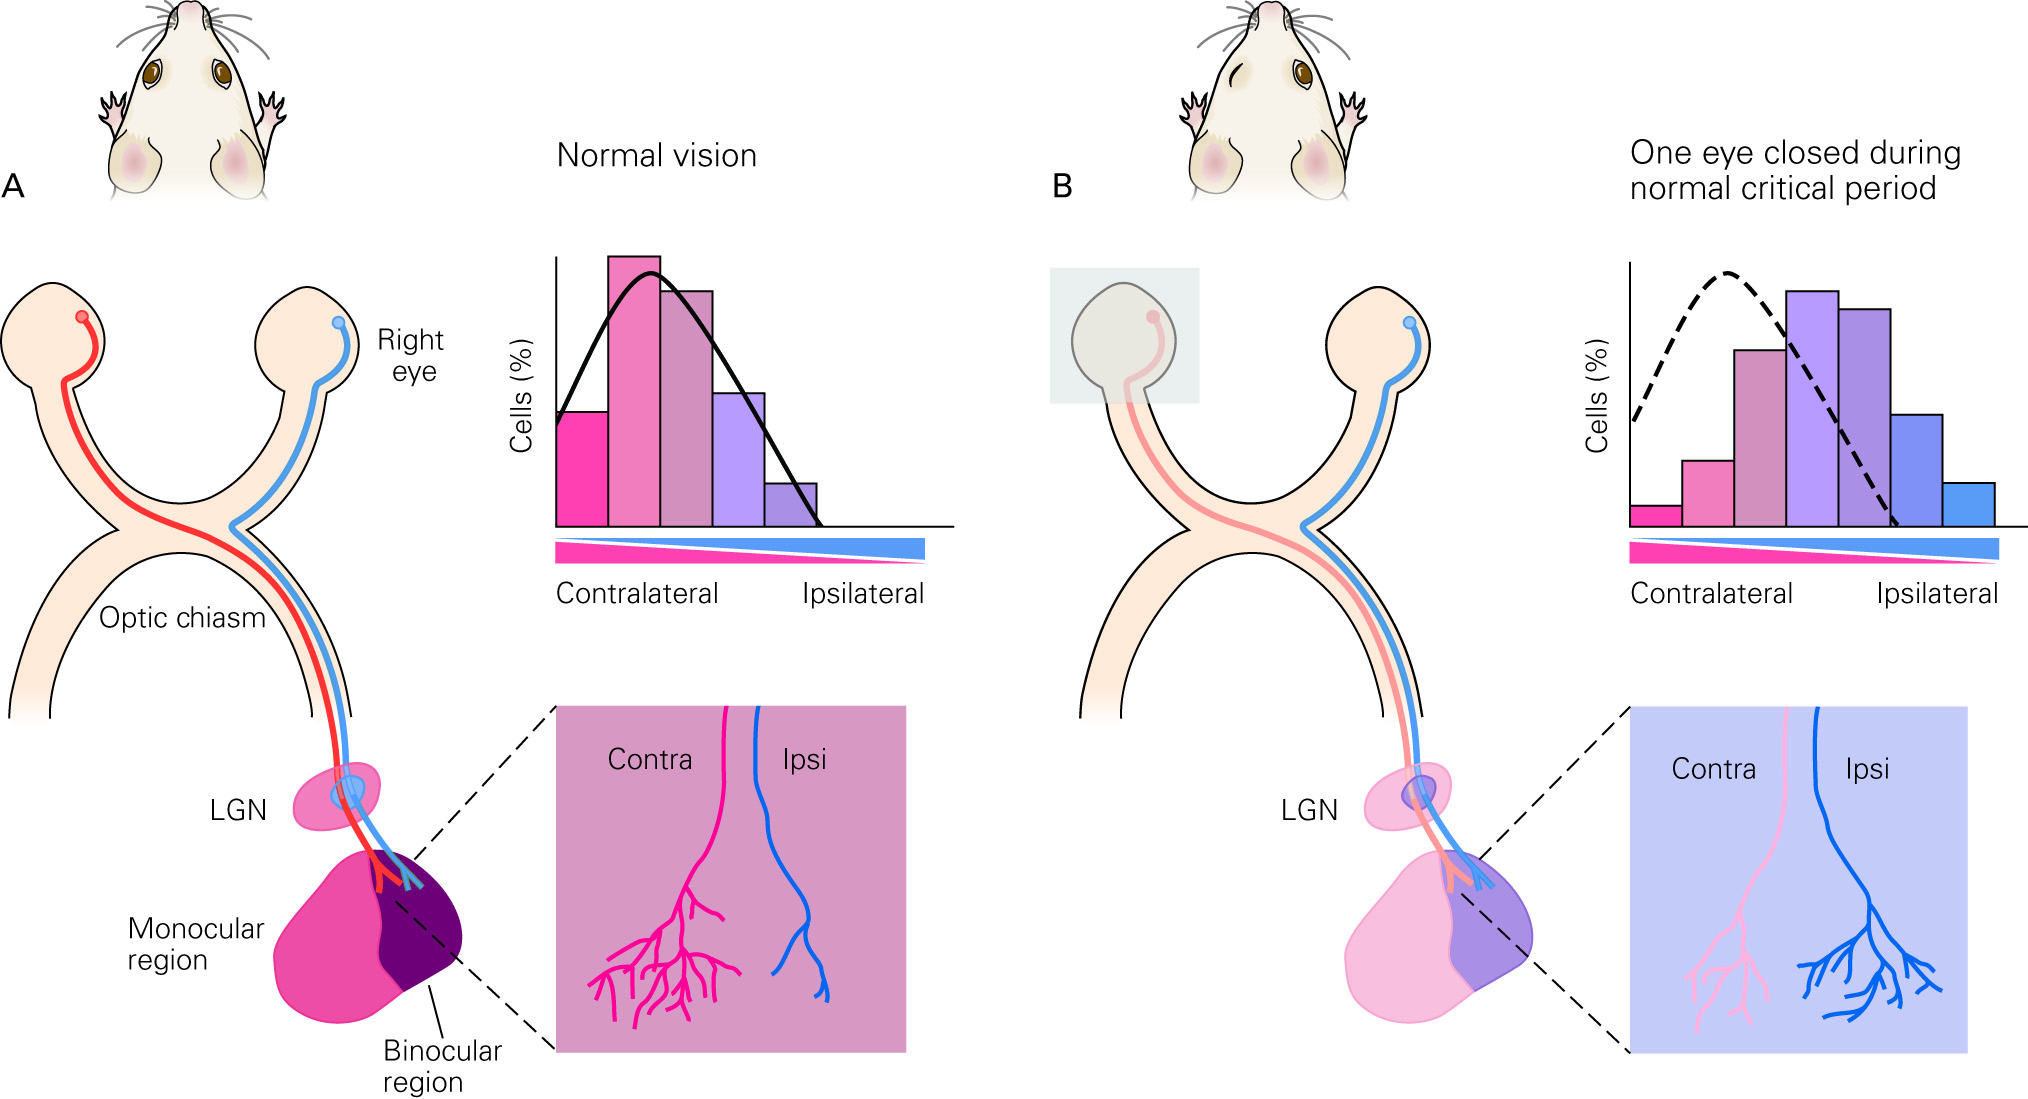 A
Normal vision
Right
eye
Cells (%)
Contralateral
Ipsilateral
Optic chiasm
LGN
Contra
Ipsi
Monocular
region
Binocular
region
B
One eye closed during
normal critical period
Cells (%)
Contralateral
Ipsilateral
LGN
Contra
Ipsi